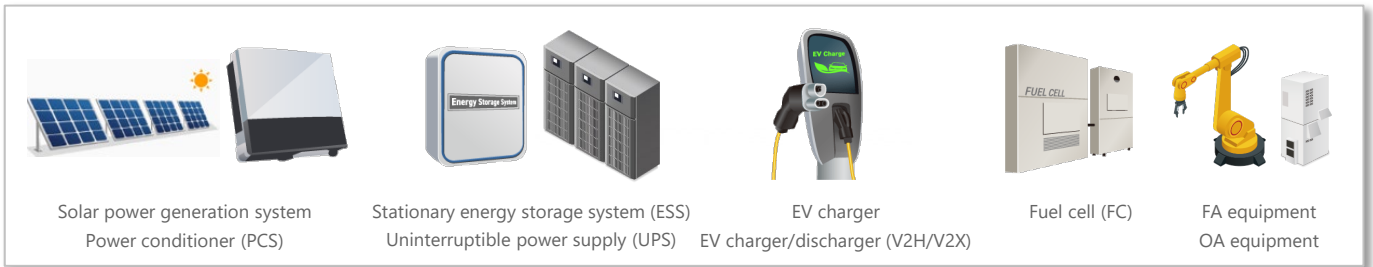 EV Charge
Energy Storage System
FUEL CELL
Solar power generation system
Power conditioner (PCS)
Stationary energy storage system (ESS)
Uninterruptible power supply (UPS)
EV charger
EV charger/discharger (V2H/V2X)
Fuel cell (FC)
FA equipment
OA equipment